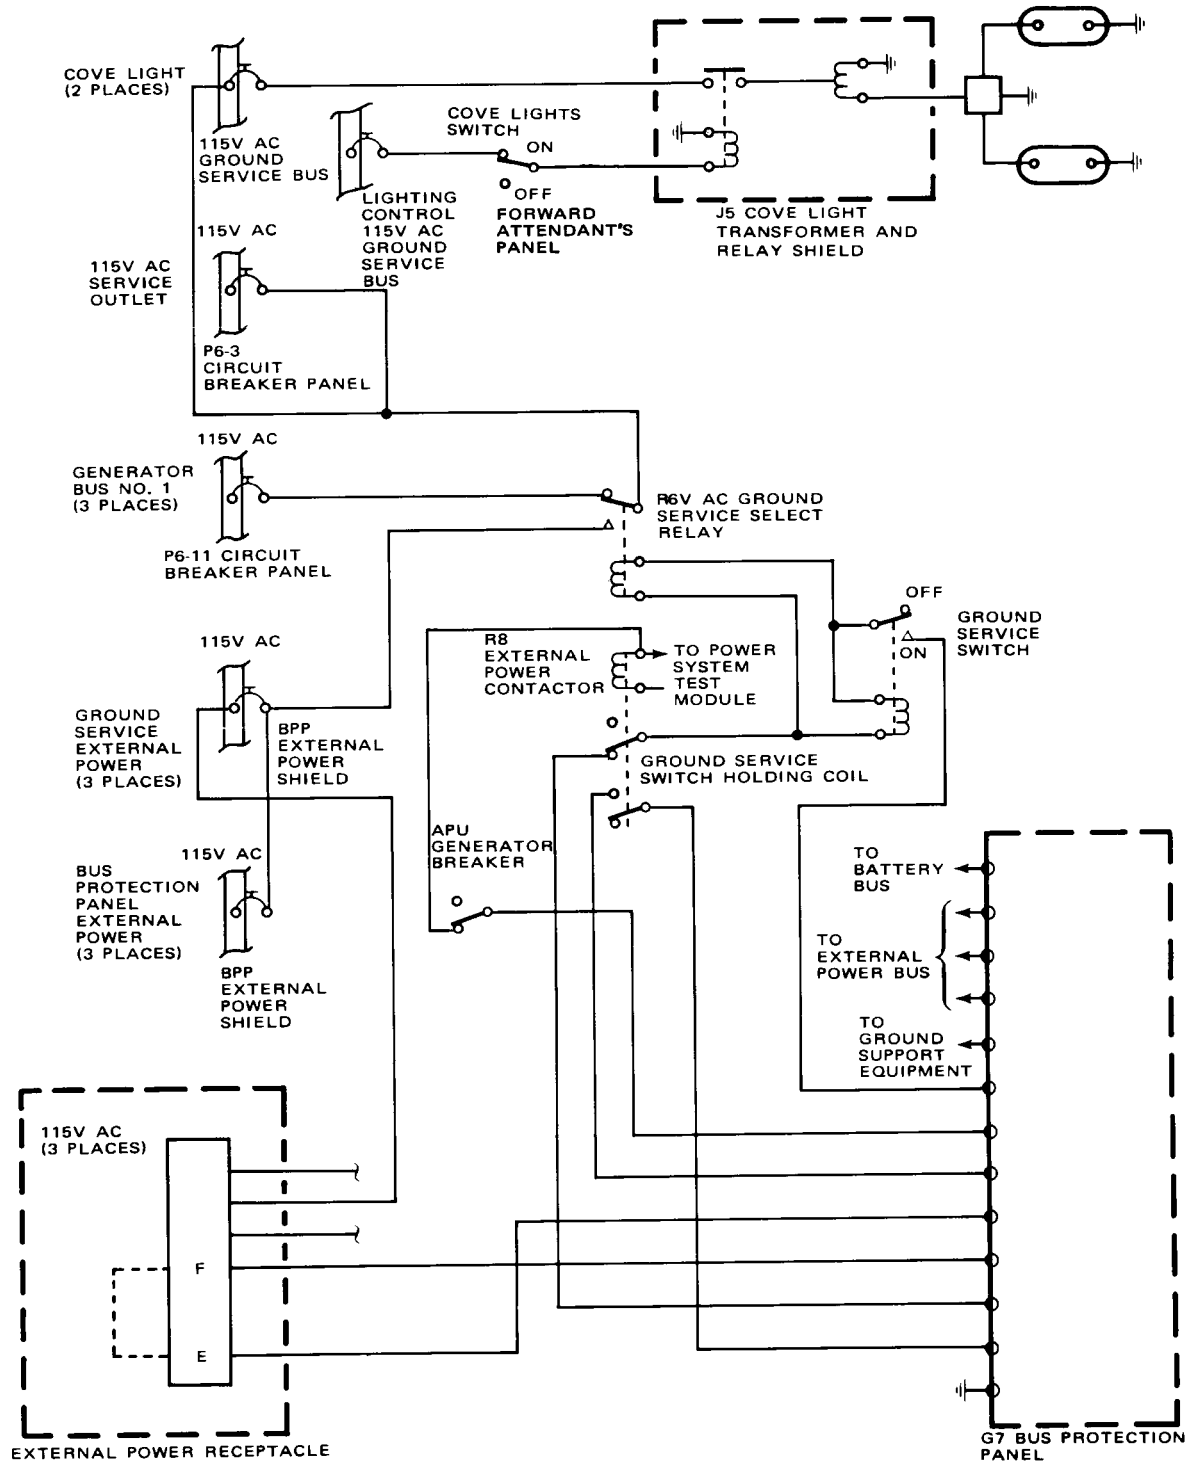 COVE LIGHT
(2 PLACES)
115V AC
GROUND
SERVICE BUS
COVE LIGHTS
SWITCH
ON
OFF
FORWARD
ATTENDANT'S
PANEL
LIGHTING
CONTROL
115V AC
GROUND
SERVICE
BUS
J5 COVE LIGHT
TRANSFORMER AND
RELAY SHIELD
115V AC
115V AC
SERVICE
OUTLET
P6-3
CIRCUIT
BREAKER PANEL
115V AC
GENERATOR
BUS NO. 1
(3 PLACES)
P6-11 CIRCUIT
BREAKER PANEL
R6V AC GROUND
SERVICE SELECT
RELAY
OFF
ON
GROUND
SERVICE
SWITCH
115V AC
GROUND
SERVICE
EXTERNAL
POWER
(3 PLACES)
BPP
EXTERNAL
POWER
SHIELD
R8
EXTERNAL
POWER
CONTACTOR
TO POWER
SYSTEM
TEST
MODULE
GROUND SERVICE
SWITCH HOLDING COIL
APU
GENERATOR
BREAKER
115V AC
BUS
PROTECTION
PANEL
EXTERNAL
POWER
(3 PLACES)
BPP
EXTERNAL
POWER
SHIELD
TO
BATTERY
BUS
TO
EXTERNAL
POWER BUS
TO
GROUND
SUPPORT
EQUIPMENT
115V AC
(3 PLACES)
F
E
EXTERNAL POWER RECEPTACLE
G7 BUS PROTECTION
PANEL